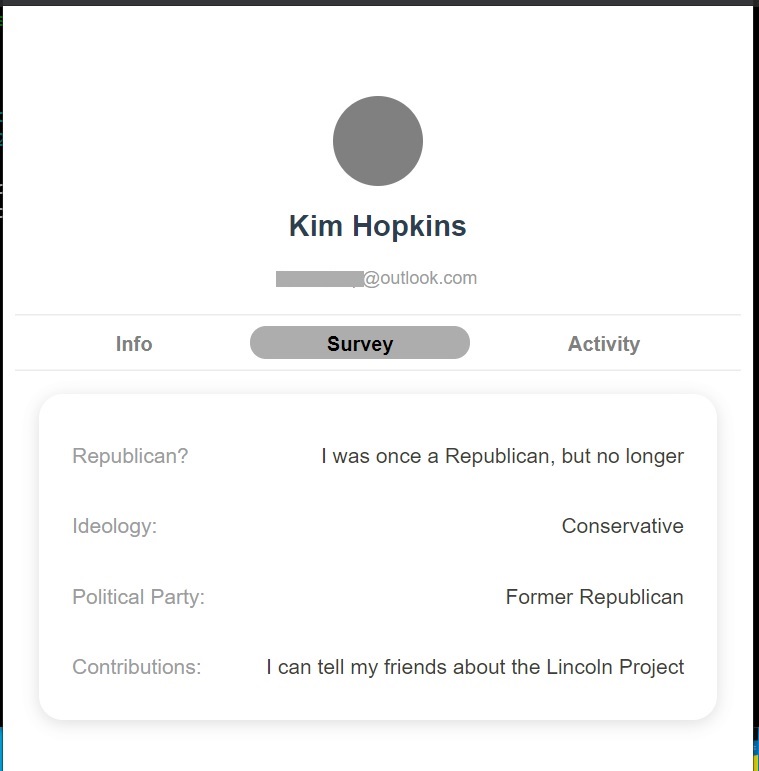 Kim Hopkins
@outlook.com
Info Survey Activity
Republican? I was once a Republican, but no longer
Ideology: Conservative
Political Party: Former Republican
Contributions: I can tell my friends about the Lincoln Project